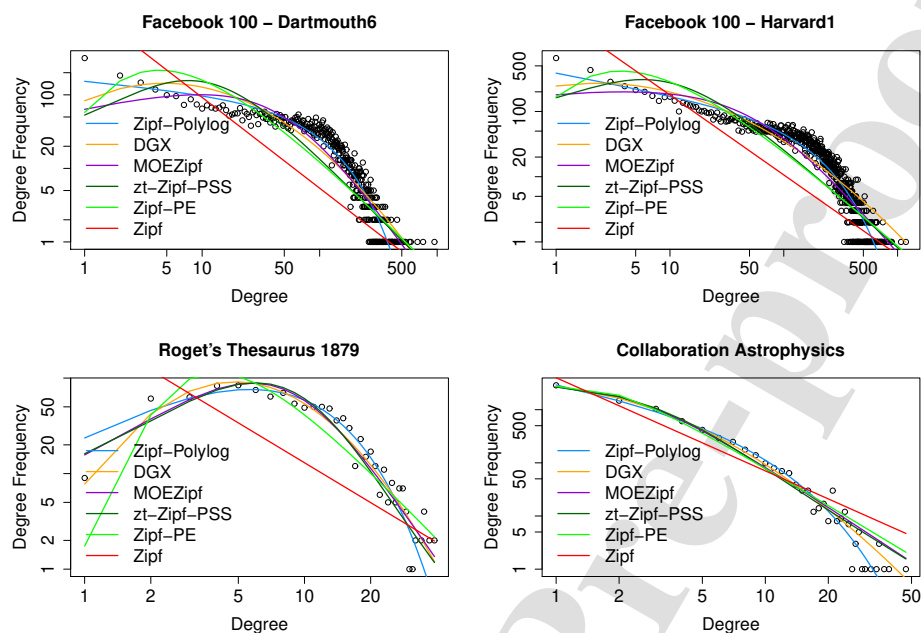 Facebook 100 − Dartmouth6
Degree Frequency
100
20
5
2
1
Zipf−Polylog
DGX
MOEZipf
zt−Zipf−PSS
Zipf−PE
Zipf
1
5
10
50
500
Degree
Facebook 100 − Harvard1
Degree Frequency
500
100
20
5
1
Zipf−Polylog
DGX
MOEZipf
zt−Zipf−PSS
Zipf−PE
Zipf
1
5
10
50
500
Degree
Roget's Thesaurus 1879
Degree Frequency
50
20
10
5
2
1
Zipf−Polylog
DGX
MOEZipf
zt−Zipf−PSS
Zipf−PE
Zipf
1
2
5
10
20
Degree
Collaboration Astrophysics
Degree Frequency
500
50
5
1
Zipf−Polylog
DGX
MOEZipf
zt−Zipf−PSS
Zipf−PE
Zipf
1
2
5
10
20
50
Degree
Pre-proo